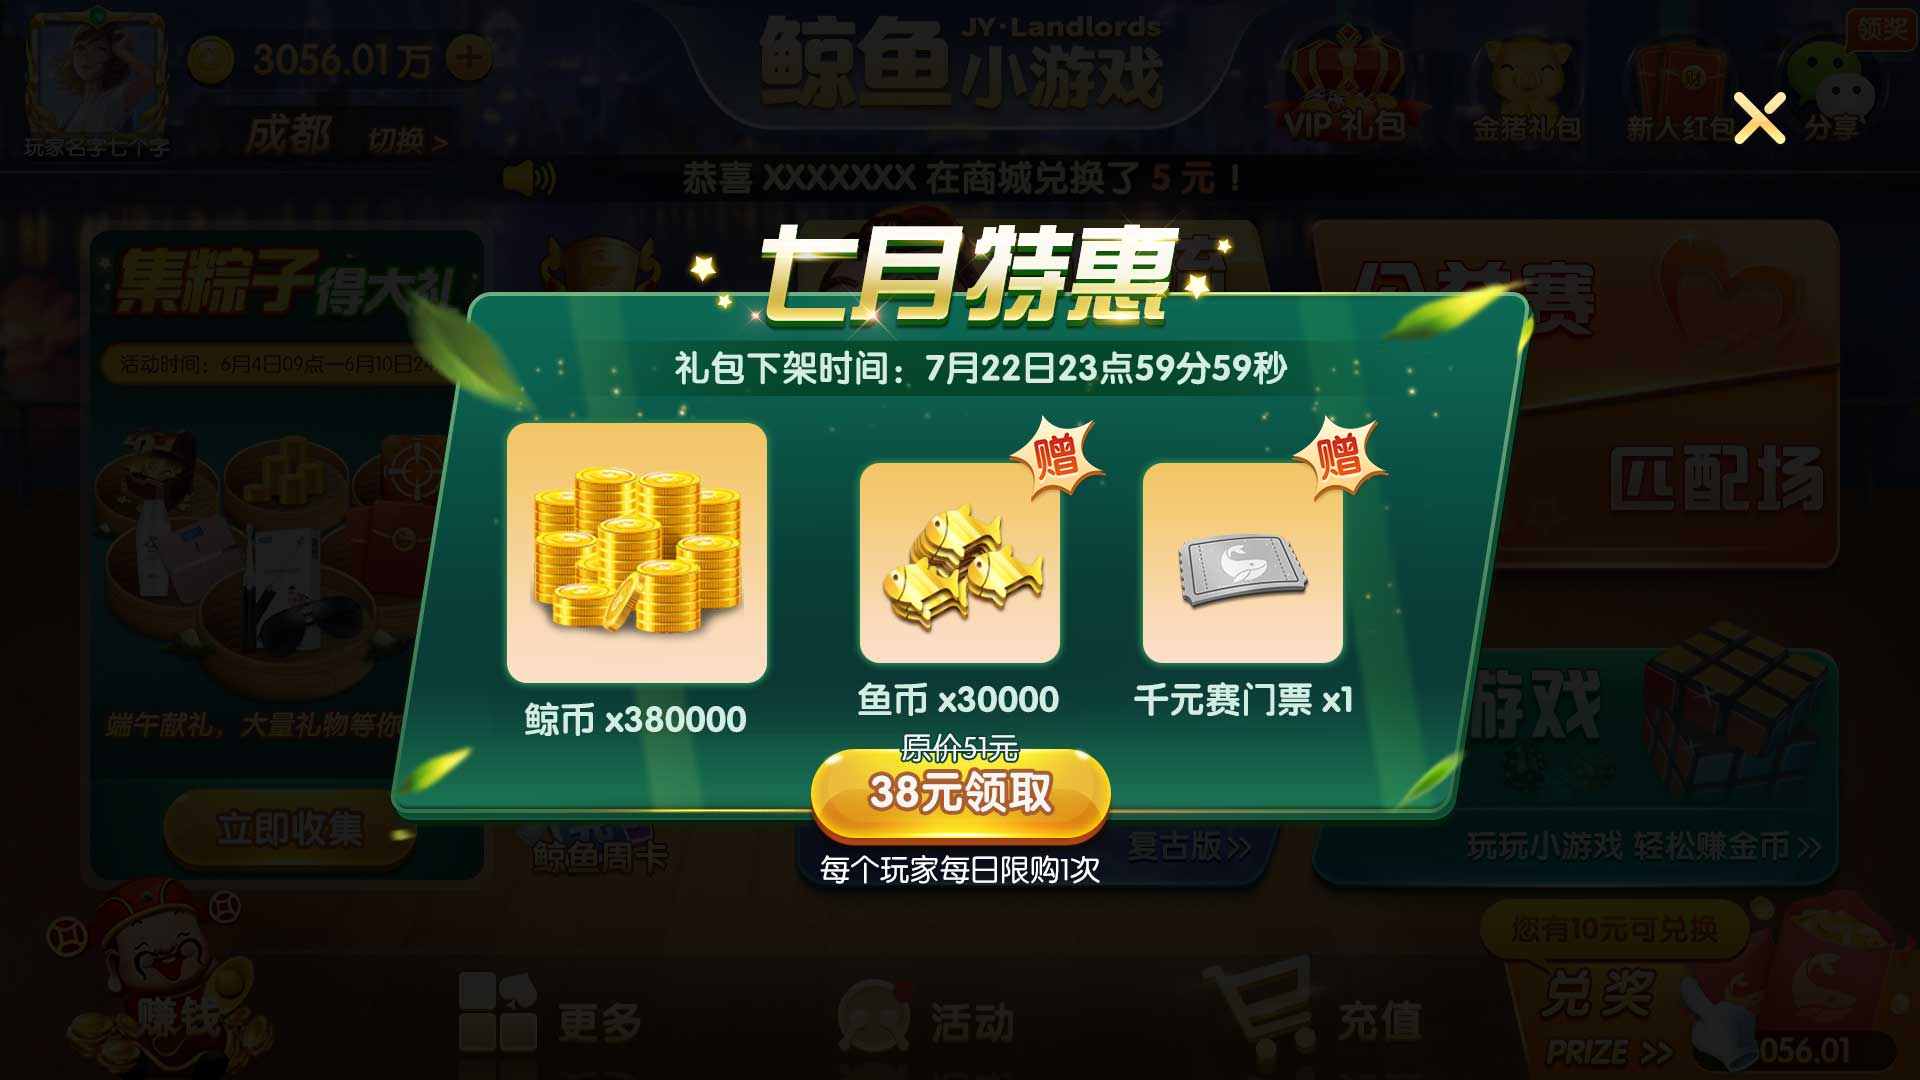 3056.01万
成都 切换 >
玩家名字七个字
JY·Landlords
鲸鱼
小游戏
VIP 礼包
金猪礼包
新人红包
分享
领奖
恭喜 XXXXXXX 在商城兑换了 5 元！
集粽子得大礼
活动时间：6月4日09点—6月10日24
端午献礼，大量礼物等你
立即收集
七月特惠
礼包下架时间：7月22日23点59分59秒
赠
赠
鲸币 x380000
鱼币 x30000
千元赛门票 x1
原价51元
38元领取
每个玩家每日限购1次
鲸鱼周卡
复古版 >>
公益赛
匹配场
游戏
玩玩小游戏 轻松赚金币 >>
赚钱
更多
活动
充值
您有10元可兑换
兑奖
PRIZE >>
056.01